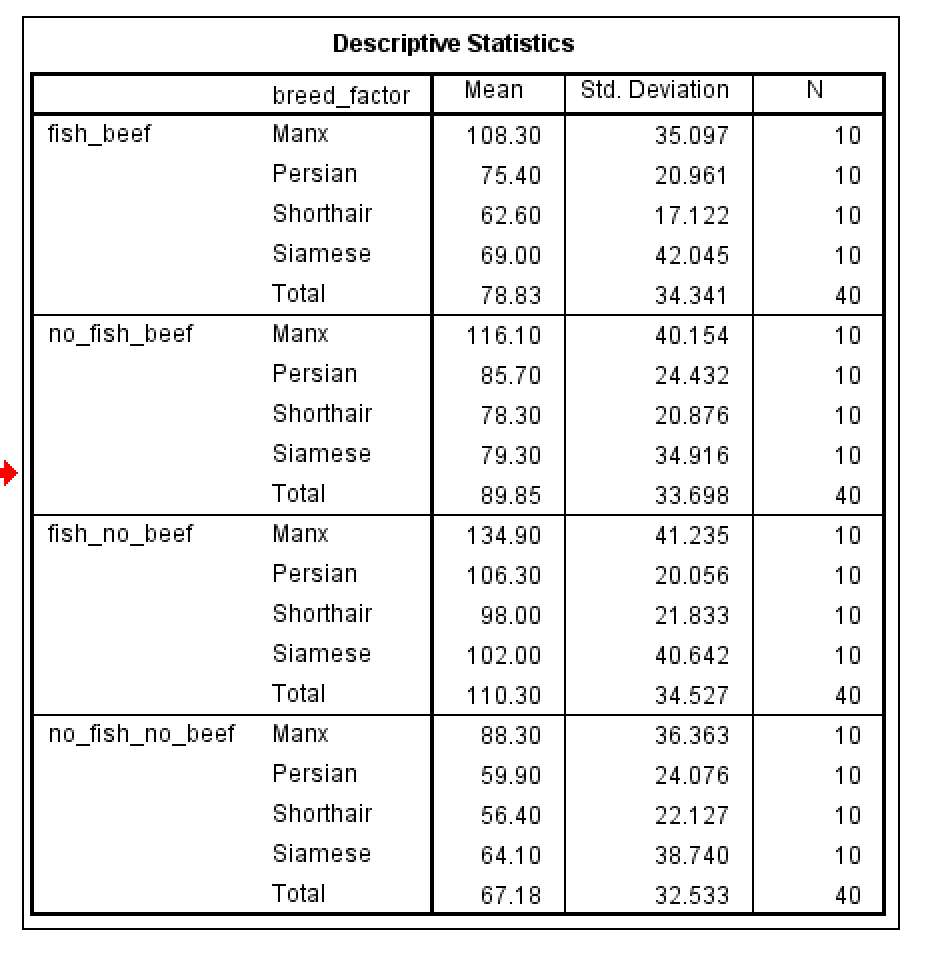 Descriptive Statistics
breed_factor Mean Std. Deviation N
fish_beef Manx 108.30 35.097 10
Persian 75.40 20.961 10
Shorthair 62.60 17.122 10
Siamese 69.00 42.045 10
Total 78.83 34.341 40
no_fish_beef Manx 116.10 40.154 10
Persian 85.70 24.432 10
Shorthair 78.30 20.876 10
Siamese 79.30 34.916 10
Total 89.85 33.698 40
fish_no_beef Manx 134.90 41.235 10
Persian 106.30 20.056 10
Shorthair 98.00 21.833 10
Siamese 102.00 40.642 10
Total 110.30 34.527 40
no_fish_no_beef Manx 88.30 36.363 10
Persian 59.90 24.076 10
Shorthair 56.40 22.127 10
Siamese 64.10 38.740 10
Total 67.18 32.533 40